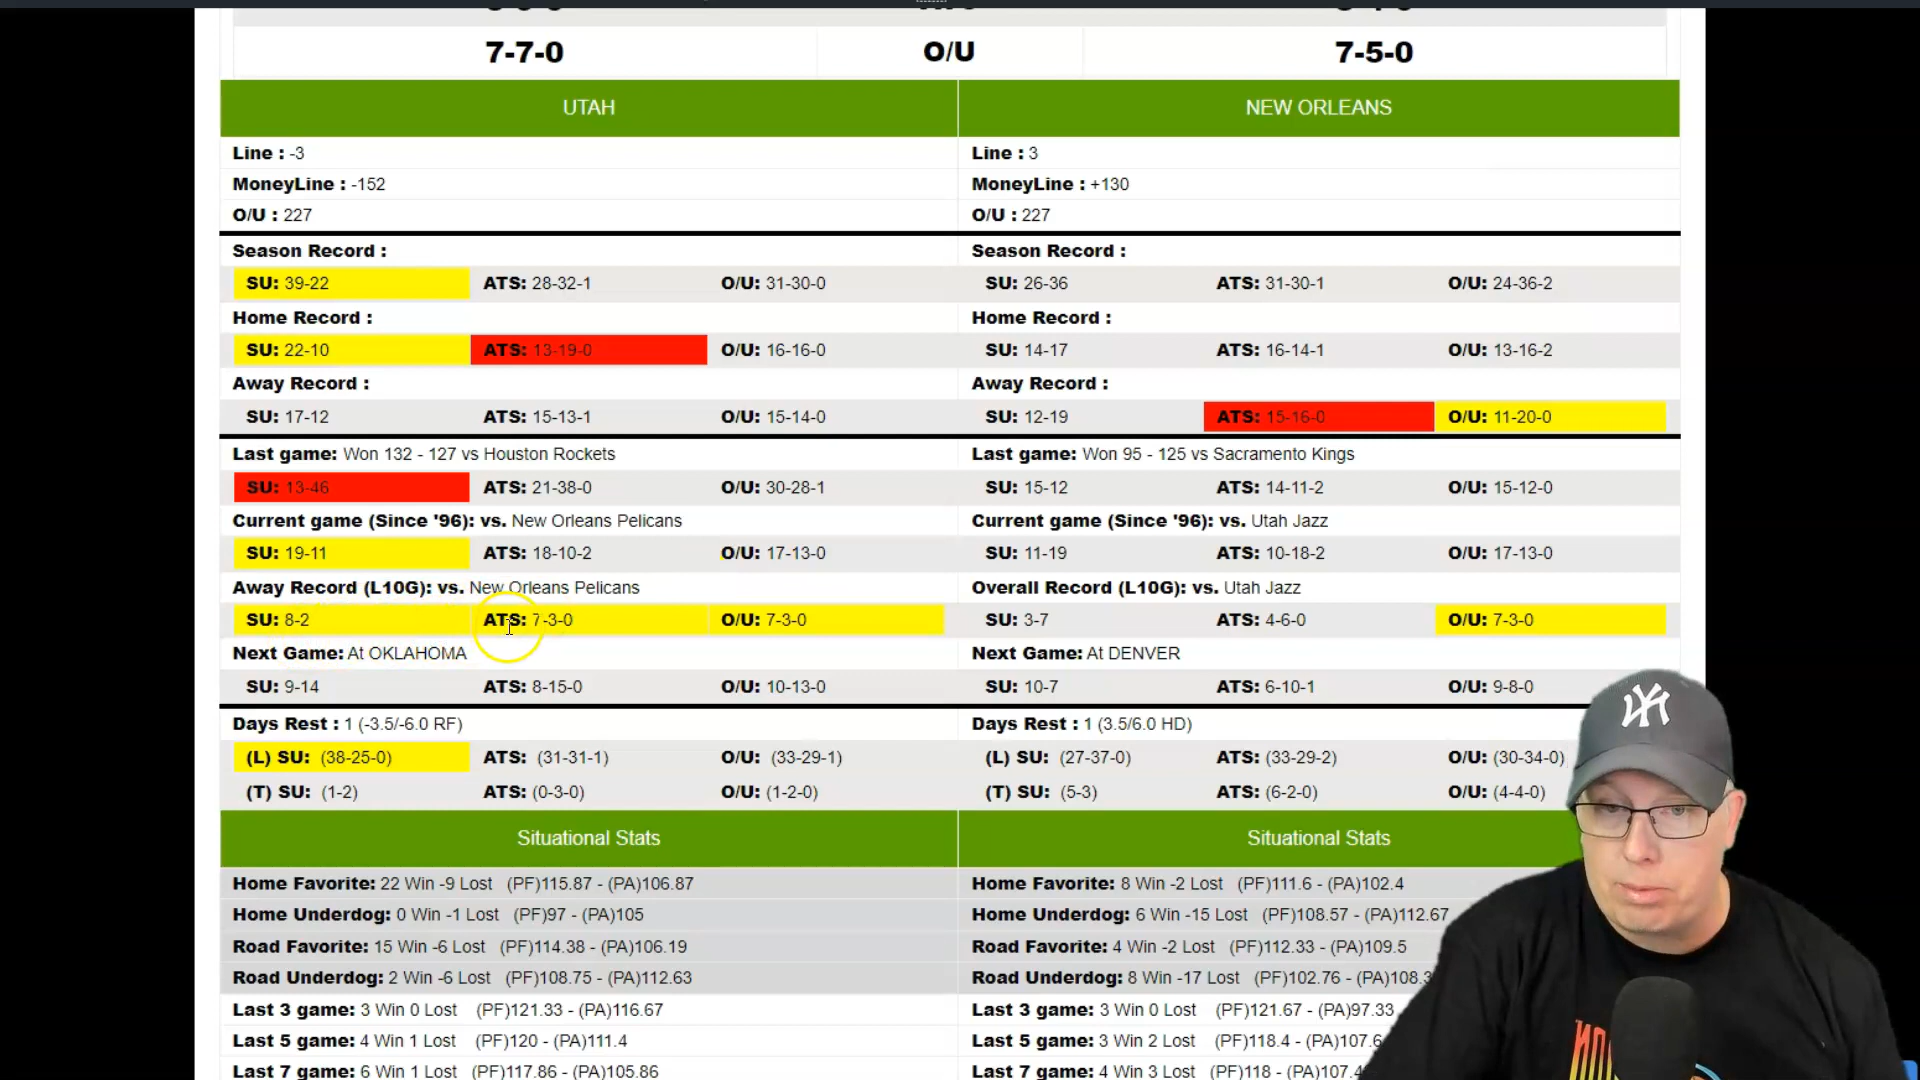 7-7-0 O/U 7-5-0
UTAH NEW ORLEANS
Line : -3 Line : 3
MoneyLine : -152 MoneyLine : +130
O/U : 227 O/U : 227
Season Record : Season Record :
SU: 39-22 ATS: 28-32-1 O/U: 31-30-0 SU: 26-36 ATS: 31-30-1 O/U: 24-36-2
Home Record : Home Record :
SU: 22-10 ATS: 13-19-0 O/U: 16-16-0 SU: 14-17 ATS: 16-14-1 O/U: 13-16-2
Away Record : Away Record :
SU: 17-12 ATS: 15-13-1 O/U: 15-14-0 SU: 12-19 ATS: 15-16-0 O/U: 11-20-0
Last game: Won 132 - 127 vs Houston Rockets Last game: Won 95 - 125 vs Sacramento Kings
SU: 13-46 ATS: 21-38-0 O/U: 30-28-1 SU: 15-12 ATS: 14-11-2 O/U: 15-12-0
Current game (Since '96): vs. New Orleans Pelicans Current game (Since '96): vs. Utah Jazz
SU: 19-11 ATS: 18-10-2 O/U: 17-13-0 SU: 11-19 ATS: 10-18-2 O/U: 17-13-0
Away Record (L10G): vs. New Orleans Pelicans Overall Record (L10G): vs. Utah Jazz
SU: 8-2 ATS: 7-3-0 O/U: 7-3-0 SU: 3-7 ATS: 4-6-0 O/U: 7-3-0
Next Game: At OKLAHOMA Next Game: At DENVER
SU: 9-14 ATS: 8-15-0 O/U: 10-13-0 SU: 10-7 ATS: 6-10-1 O/U: 9-8-0
Days Rest : 1 (-3.5/-6.0 RF) Days Rest : 1 (3.5/6.0 HD)
(L) SU: (38-25-0) ATS: (31-31-1) O/U: (33-29-1) (L) SU: (27-37-0) ATS: (33-29-2) O/U: (30-34-0)
(T) SU: (1-2) ATS: (0-3-0) O/U: (1-2-0) (T) SU: (5-3) ATS: (6-2-0) O/U: (4-4-0)
Situational Stats Situational Stats
Home Favorite: 22 Win -9 Lost (PF)115.87 - (PA)106.87 Home Favorite: 8 Win -2 Lost (PF)111.6 - (PA)102.4
Home Underdog: 0 Win -1 Lost (PF)97 - (PA)105 Home Underdog: 6 Win -15 Lost (PF)108.57 - (PA)112.67
Road Favorite: 15 Win -6 Lost (PF)114.38 - (PA)106.19 Road Favorite: 4 Win -2 Lost (PF)112.33 - (PA)109.5
Road Underdog: 2 Win -6 Lost (PF)108.75 - (PA)112.63 Road Underdog: 8 Win -17 Lost (PF)102.76 - (PA)108.3
Last 3 game: 3 Win 0 Lost (PF)121.33 - (PA)116.67 Last 3 game: 3 Win 0 Lost (PF)121.67 - (PA)97.33
Last 5 game: 4 Win 1 Lost (PF)120 - (PA)111.4 Last 5 game: 3 Win 2 Lost (PF)118.4 - (PA)107.6
Last 7 game: 6 Win 1 Lost (PF)117.86 - (PA)105.86 Last 7 game: 4 Win 3 Lost (PF)118 - (PA)107.4
NY